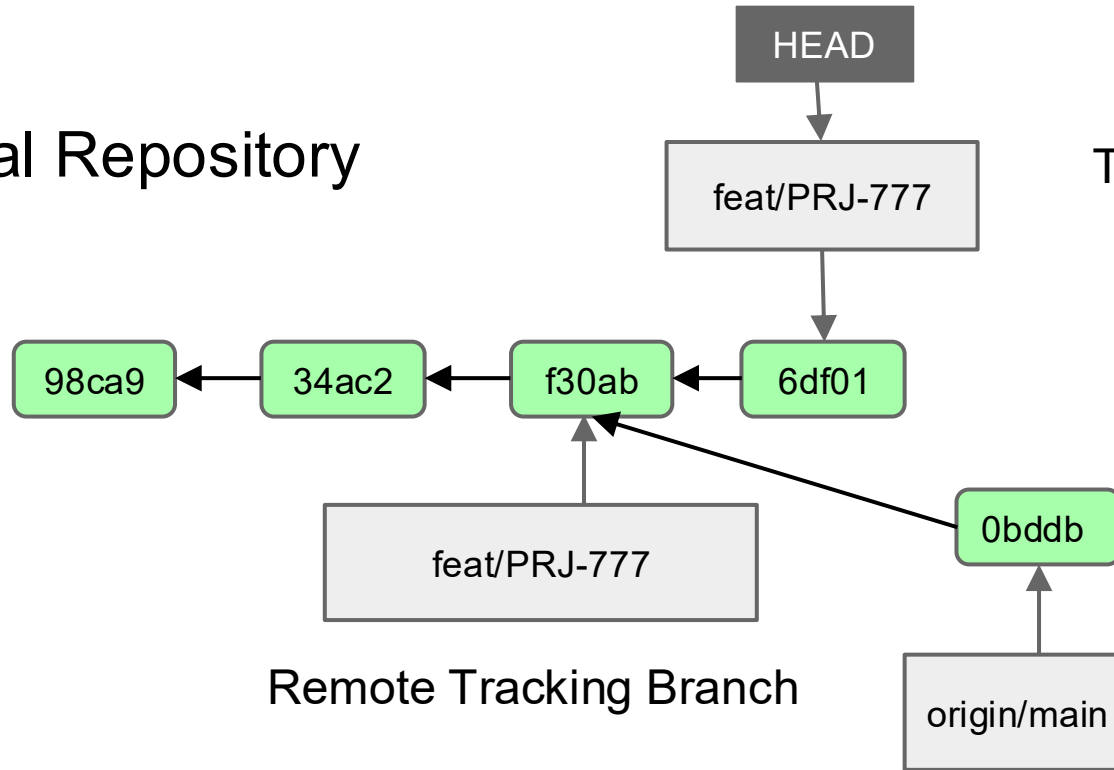 HEAD
al Repository
T
feat/PRJ-777
98ca9
34ac2
f30ab
6df01
0bddb
feat/PRJ-777
Remote Tracking Branch
origin/main